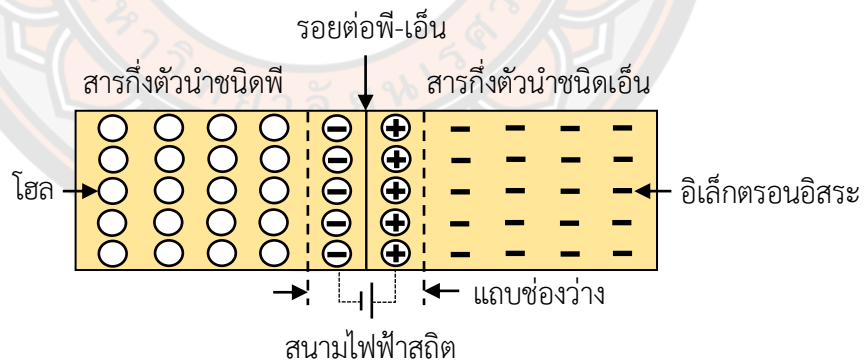 รอยต่อพี-เอ็น
สารกึ่งตัวนำชนิดพี
สารกึ่งตัวนำชนิดเอ็น
โฮล
อิเล็กตรอนอิสระ
แถบช่องว่าง
สนามไฟฟ้าสถิต